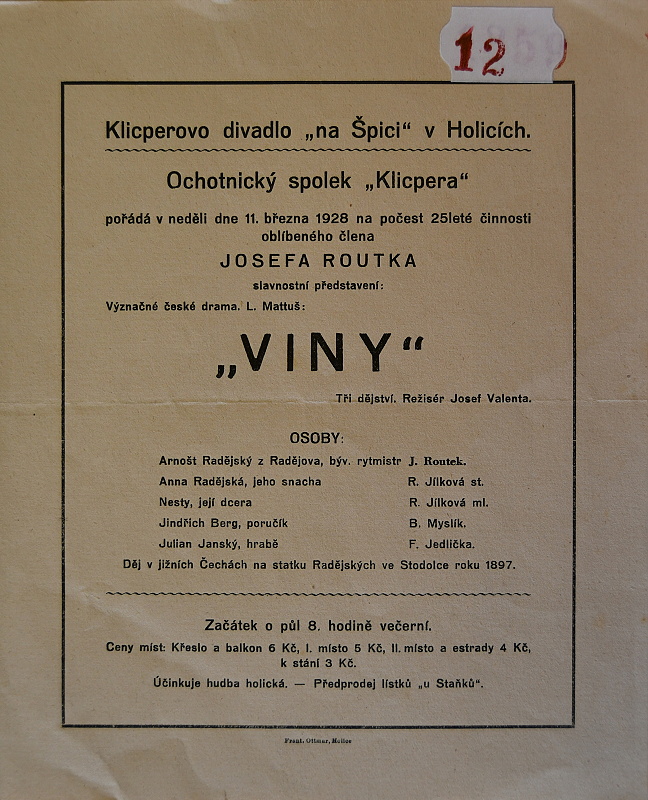 12
Klicperovo divadlo „na Špici“ v Holicích.
Ochotnický spolek „Klicpera“
pořádá v neděli dne 11. března 1928 na počest 25leté činnosti
oblíbeného člena
JOSEFA ROUTKA
slavnostní představení:
Význačné české drama. L. Mattuš:
„VINY“
Tři dějství. Režisér Josef Valenta.
OSOBY:
Arnošt Radějský z Radějova, býv. rytmistr J. Routek.
Anna Radějská, jeho snacha R. Jílková st.
Nesty, její dcera R. Jílková ml.
Jindřich Berg, poručík B. Myslík.
Julian Janský, hrabě F. Jedlička.
Děj v jižních Čechách na statku Radějských ve Stodolce roku 1897.
Začátek o půl 8. hodině večerní.
Ceny míst: Křeslo a balkon 6 Kč, I. místo 5 Kč, II. místo a estrady 4 Kč,
k stání 3 Kč.
Účinkuje hudba holická. — Předprodej lístků „u Staňků“.
Frant. Ottmar, Holice